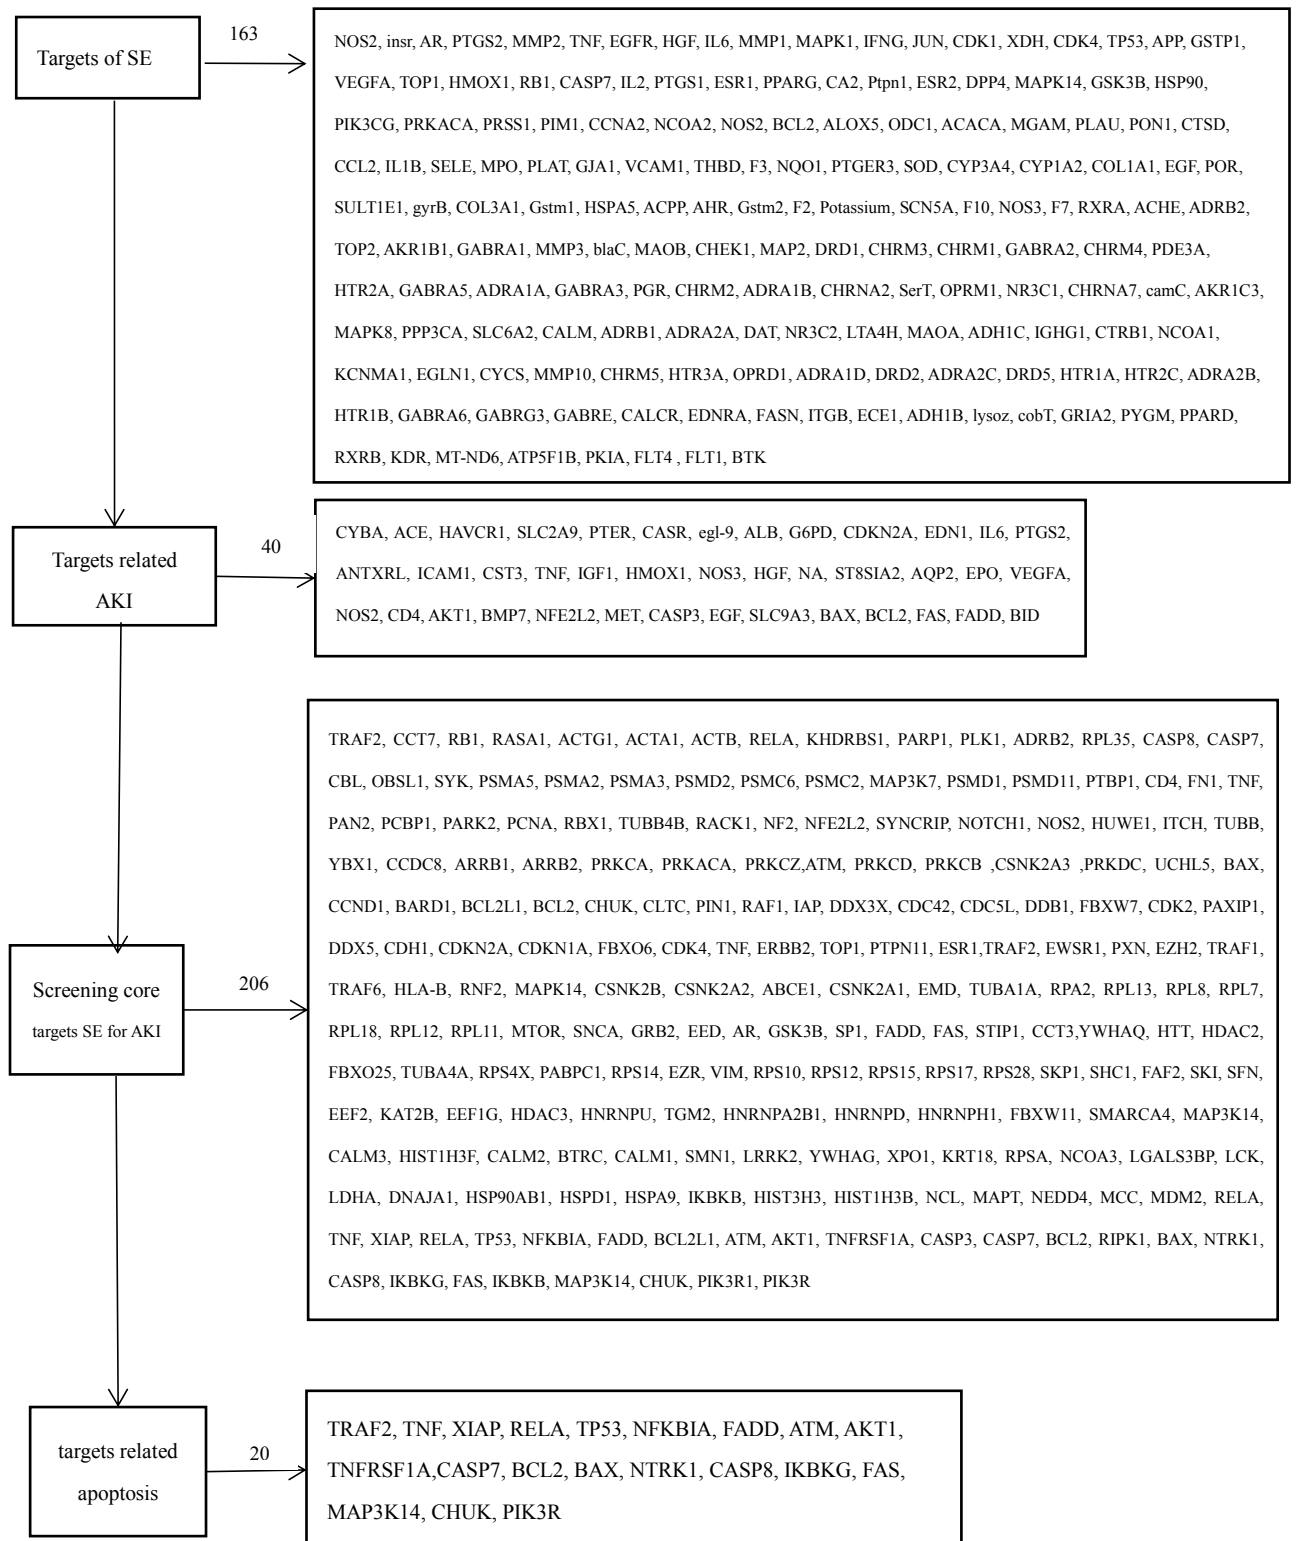 Targets of SE
163
NOS2, insr, AR, PTGS2, MMP2, TNF, EGFR, HGF, IL6, MMP1, MAPK1, IFNG, JUN, CDK1, XDH, CDK4, TP53, APP, GSTP1,
VEGFA, TOP1, HMOX1, RB1, CASP7, IL2, PTGS1, ESR1, PPARG, CA2, Ptpn1, ESR2, DPP4, MAPK14, GSK3B, HSP90,
PIK3CG, PRKACA, PRSS1, PIM1, CCNA2, NCOA2, NOS2, BCL2, ALOX5, ODC1, ACACA, MGAM, PLAU, PON1, CTSD,
CCL2, IL1B, SELE, MPO, PLAT, GJA1, VCAM1, THBD, F3, NQO1, PTGER3, SOD, CYP3A4, CYP1A2, COL1A1, EGF, POR,
SULT1E1, gyrB, COL3A1, Gstm1, HSPA5, ACPP, AHR, Gstm2, F2, Potassium, SCN5A, F10, NOS3, F7, RXRA, ACHE, ADRB2,
TOP2, AKR1B1, GABRA1, MMP3, blaC, MAOB, CHEK1, MAP2, DRD1, CHRM3, CHRM1, GABRA2, CHRM4, PDE3A,
HTR2A, GABRA5, ADRA1A, GABRA3, PGR, CHRM2, ADRA1B, CHRNA2, SerT, OPRM1, NR3C1, CHRNA7, camC, AKR1C3,
MAPK8, PPP3CA, SLC6A2, CALM, ADRB1, ADRA2A, DAT, NR3C2, LTA4H, MAOA, ADH1C, IGHG1, CTRB1, NCOA1,
KCNMA1, EGLN1, CYCS, MMP10, CHRM5, HTR3A, OPRD1, ADRA1D, DRD2, ADRA2C, DRD5, HTR1A, HTR2C, ADRA2B,
HTR1B, GABRA6, GABRG3, GABRE, CALCR, EDNRA, FASN, ITGB, ECE1, ADH1B, lysoz, cobT, GRIA2, PYGM, PPARD,
RXRB, KDR, MT-ND6, ATP5F1B, PKIA, FLT4 , FLT1, BTK
Targets related
AKI
40
CYBA, ACE, HAVCR1, SLC2A9, PTER, CASR, egl-9, ALB, G6PD, CDKN2A, EDN1, IL6, PTGS2,
ANTXRL, ICAM1, CST3, TNF, IGF1, HMOX1, NOS3, HGF, NA, ST8SIA2, AQP2, EPO, VEGFA,
NOS2, CD4, AKT1, BMP7, NFE2L2, MET, CASP3, EGF, SLC9A3, BAX, BCL2, FAS, FADD, BID
Screening core
targets SE for AKI
206
TRAF2, CCT7, RB1, RASA1, ACTG1, ACTA1, ACTB, RELA, KHDRBS1, PARP1, PLK1, ADRB2, RPL35, CASP8, CASP7,
CBL, OBSL1, SYK, PSMA5, PSMA2, PSMA3, PSMD2, PSMC6, PSMC2, MAP3K7, PSMD1, PSMD11, PTBP1, CD4, FN1, TNF,
PAN2, PCBP1, PARK2, PCNA, RBX1, TUBB4B, RACK1, NF2, NFE2L2, SYNCRIP, NOTCH1, NOS2, HUWE1, ITCH, TUBB,
YBX1, CCDC8, ARRB1, ARRB2, PRKCA, PRKACA, PRKCZ,ATM, PRKCD, PRKCB ,CSNK2A3 ,PRKDC, UCHL5, BAX,
CCND1, BARD1, BCL2L1, BCL2, CHUK, CLTC, PIN1, RAF1, IAP, DDX3X, CDC42, CDC5L, DDB1, FBXW7, CDK2, PAXIP1,
DDX5, CDH1, CDKN2A, CDKN1A, FBXO6, CDK4, TNF, ERBB2, TOP1, PTPN11, ESR1,TRAF2, EWSR1, PXN, EZH2, TRAF1,
TRAF6, HLA-B, RNF2, MAPK14, CSNK2B, CSNK2A2, ABCE1, CSNK2A1, EMD, TUBA1A, RPA2, RPL13, RPL8, RPL7,
RPL18, RPL12, RPL11, MTOR, SNCA, GRB2, EED, AR, GSK3B, SP1, FADD, FAS, STIP1, CCT3,YWHAQ, HTT, HDAC2,
FBXO25, TUBA4A, RPS4X, PABPC1, RPS14, EZR, VIM, RPS10, RPS12, RPS15, RPS17, RPS28, SKP1, SHC1, FAF2, SKI, SFN,
EEF2, KAT2B, EEF1G, HDAC3, HNRNPU, TGM2, HNRNPA2B1, HNRNPD, HNRNPH1, FBXW11, SMARCA4, MAP3K14,
CALM3, HIST1H3F, CALM2, BTRC, CALM1, SMN1, LRRK2, YWHAG, XPO1, KRT18, RPSA, NCOA3, LGALS3BP, LCK,
LDHA, DNAJA1, HSP90AB1, HSPD1, HSPA9, IKBKB, HIST3H3, HIST1H3B, NCL, MAPT, NEDD4, MCC, MDM2, RELA,
TNF, XIAP, RELA, TP53, NFKBIA, FADD, BCL2L1, ATM, AKT1, TNFRSF1A, CASP3, CASP7, BCL2, RIPK1, BAX, NTRK1,
CASP8, IKBKG, FAS, IKBKB, MAP3K14, CHUK, PIK3R1, PIK3R
targets related
apoptosis
20
TRAF2, TNF, XIAP, RELA, TP53, NFKBIA, FADD, ATM, AKT1,
TNFRSF1A,CASP7, BCL2, BAX, NTRK1, CASP8, IKBKG, FAS,
MAP3K14, CHUK, PIK3R